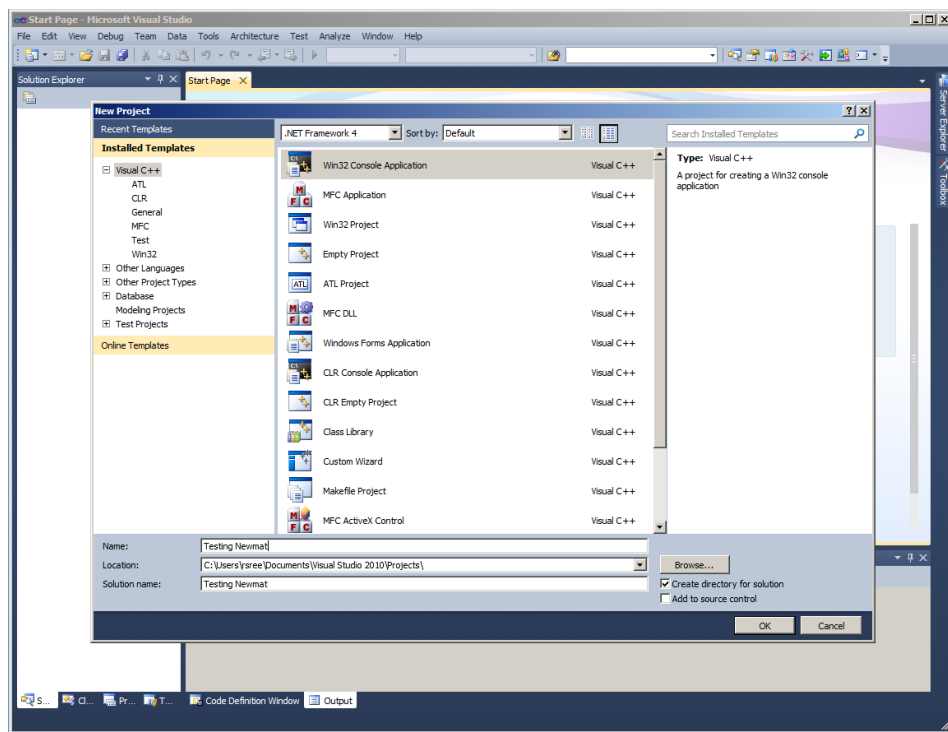 Start Page - Microsoft Visual Studio
File Edit View Debug Team Data Tools Architecture Test Analyze Window Help
Solution Explorer
Start Page
Server Explorer
Toolbox
New Project
Recent Templates
Installed Templates
Visual C++
ATL
CLR
General
MFC
Test
Win32
Other Languages
Other Project Types
Database
Modeling Projects
Test Projects
Online Templates
.NET Framework 4 Sort by: Default
Search Installed Templates
Win32 Console Application Visual C++
MFC Application Visual C++
Win32 Project Visual C++
Empty Project Visual C++
ATL Project Visual C++
MFC DLL Visual C++
Windows Forms Application Visual C++
CLR Console Application Visual C++
CLR Empty Project Visual C++
Class Library Visual C++
Custom Wizard Visual C++
Makefile Project Visual C++
MFC ActiveX Control Visual C++
Type: Visual C++
A project for creating a Win32 console
application
Name: Testing Newmat
Location: C:\Users\rsree\Documents\Visual Studio 2010\Projects\
Browse...
Solution name: Testing Newmat
Create directory for solution
Add to source control
OK Cancel
S... Cl... Pr... T... Code Definition Window Output